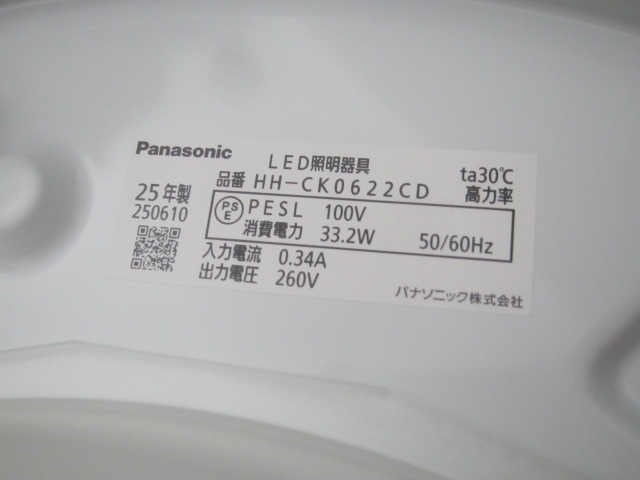 Panasonic
LED照明器具
ta30℃
品番 HH-CK0622CD
高力率
25年製
250610
PS
E
PESL 100V
消費電力 33.2W 50/60Hz
入力電流 0.34A
出力電圧 260V
パナソニック株式会社